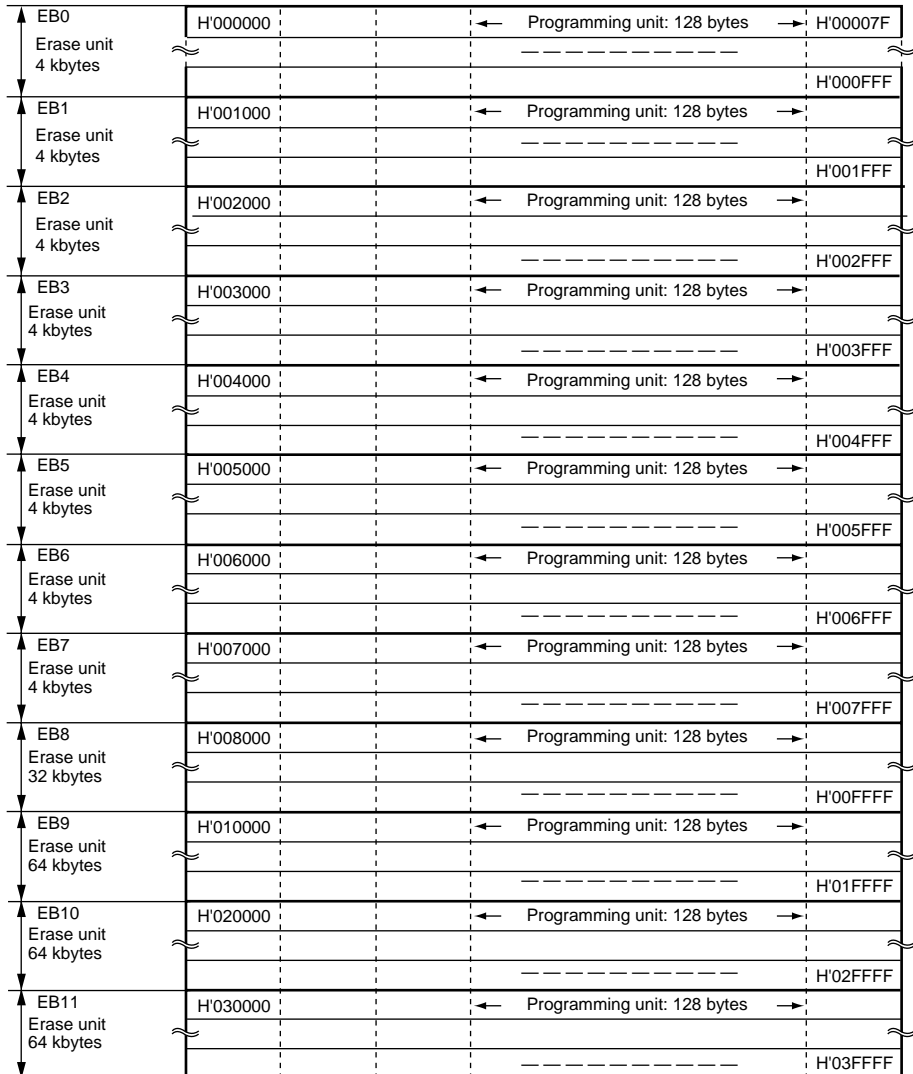 EB0
Erase unit
4 kbytes
H'000000 Programming unit: 128 bytes H'00007F
H'000FFF
EB1
Erase unit
4 kbytes
H'001000 Programming unit: 128 bytes
H'001FFF
EB2
Erase unit
4 kbytes
H'002000 Programming unit: 128 bytes
H'002FFF
EB3
Erase unit
4 kbytes
H'003000 Programming unit: 128 bytes
H'003FFF
EB4
Erase unit
4 kbytes
H'004000 Programming unit: 128 bytes
H'004FFF
EB5
Erase unit
4 kbytes
H'005000 Programming unit: 128 bytes
H'005FFF
EB6
Erase unit
4 kbytes
H'006000 Programming unit: 128 bytes
H'006FFF
EB7
Erase unit
4 kbytes
H'007000 Programming unit: 128 bytes
H'007FFF
EB8
Erase unit
32 kbytes
H'008000 Programming unit: 128 bytes
H'00FFFF
EB9
Erase unit
64 kbytes
H'010000 Programming unit: 128 bytes
H'01FFFF
EB10
Erase unit
64 kbytes
H'020000 Programming unit: 128 bytes
H'02FFFF
EB11
Erase unit
64 kbytes
H'030000 Programming unit: 128 bytes
H'03FFFF